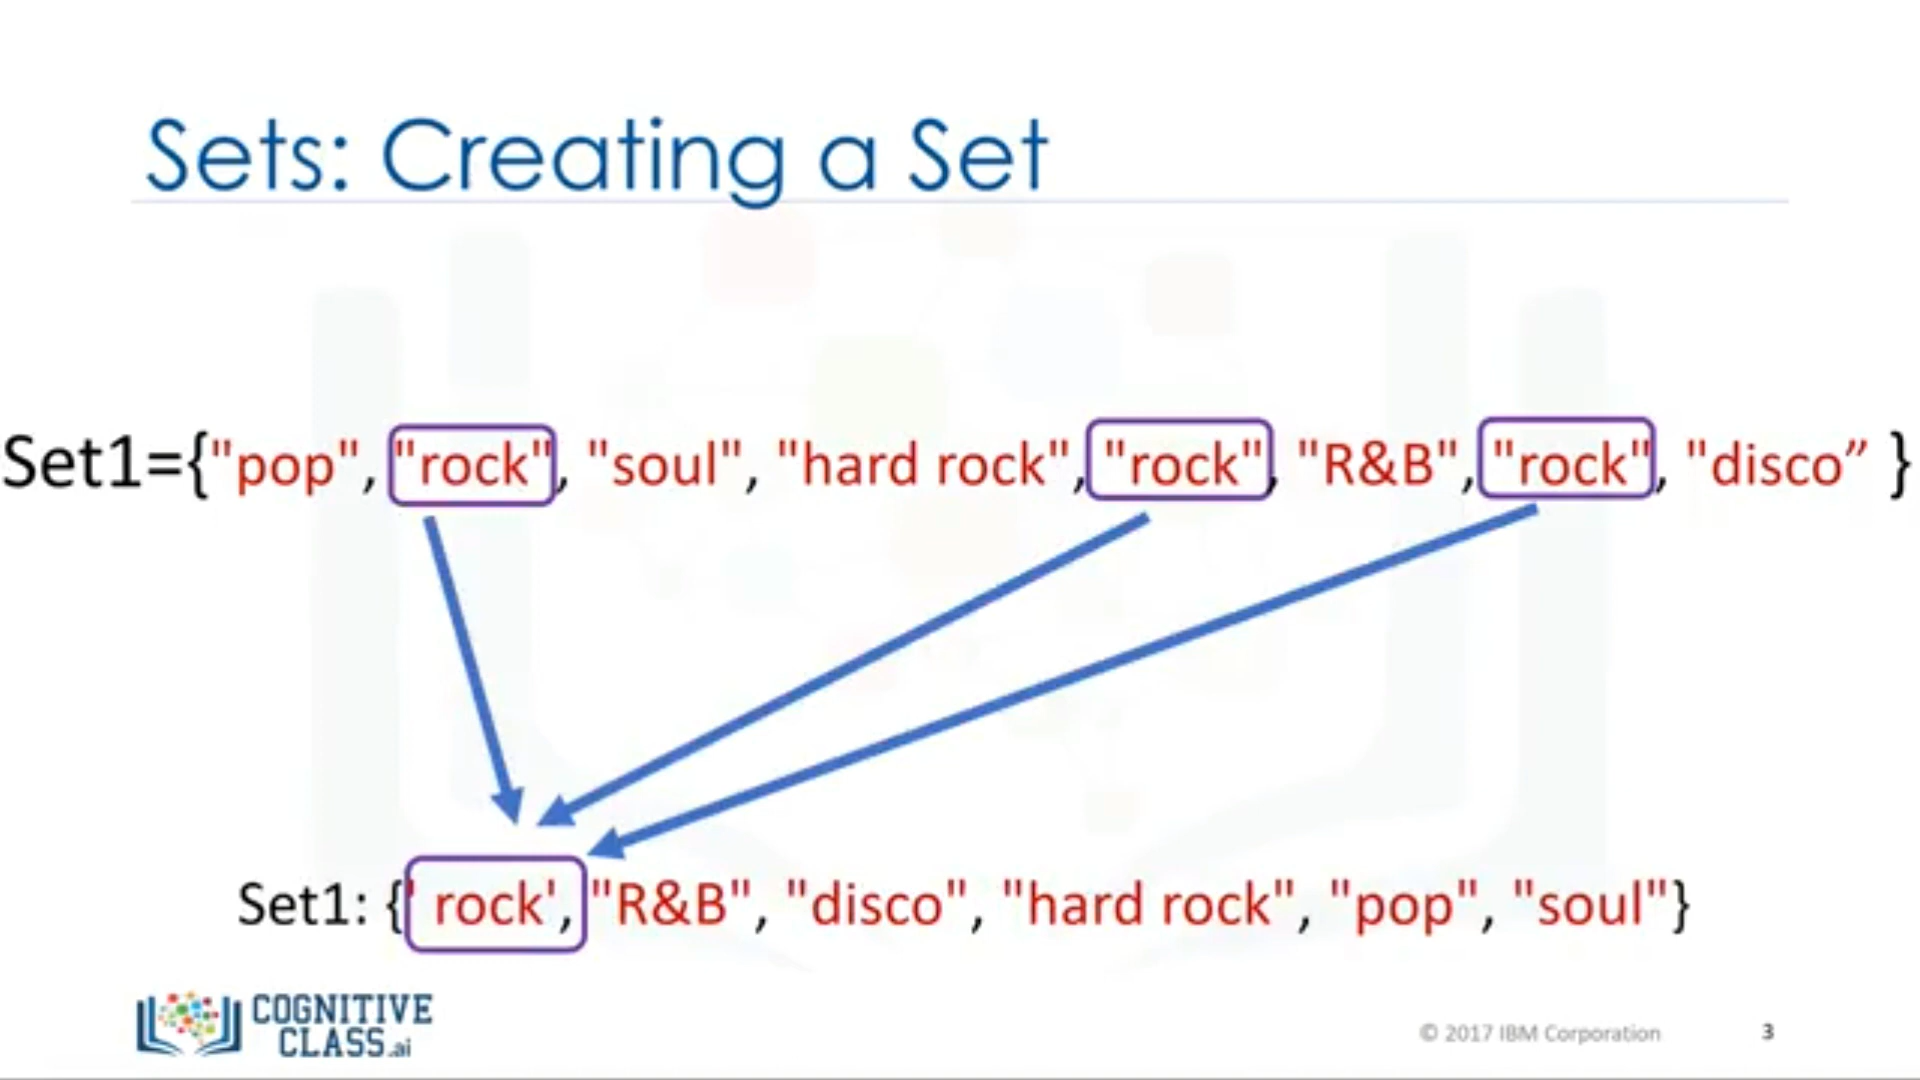 Sets: Creating a Set
Set1={"pop", "rock", "soul", "hard rock", "rock", "R&B", "rock", "disco” }
Set1: {' rock', "R&B", "disco", "hard rock", "pop", "soul"}
COGNITIVE
CLASS.ai
© 2017 IBM Corporation 3